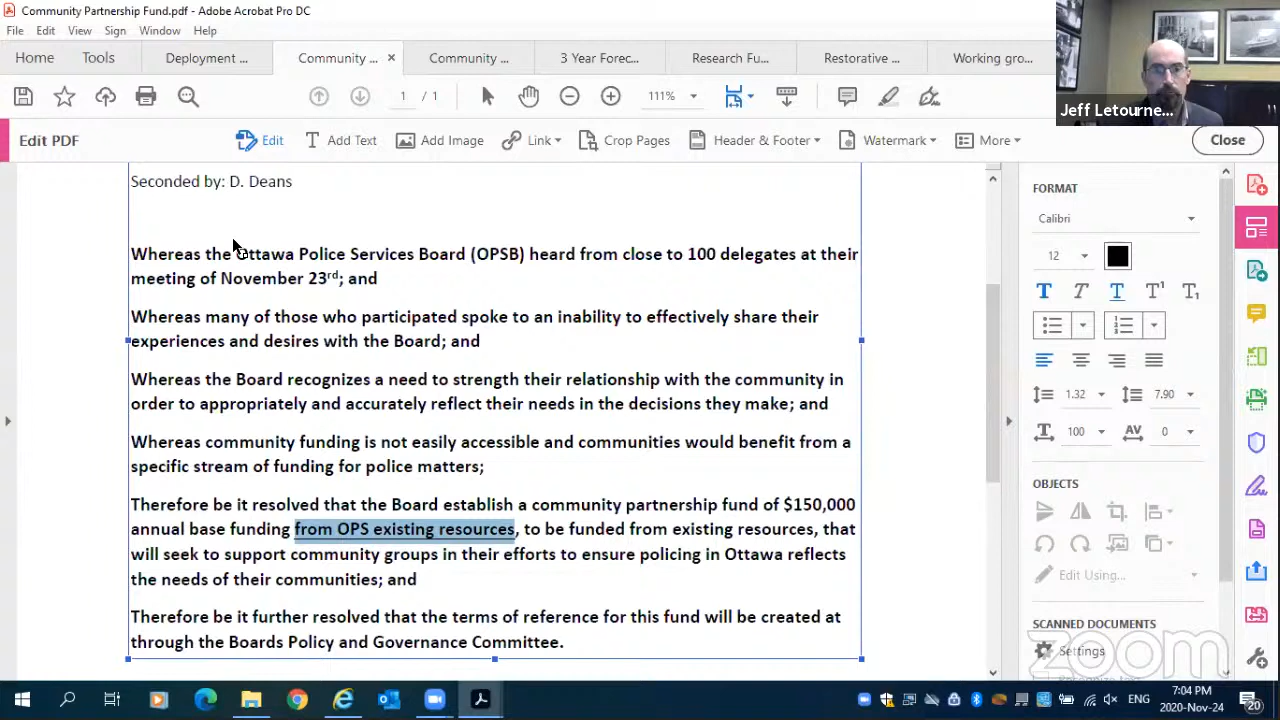 Community Partnership Fund.pdf - Adobe Acrobat Pro DC
File Edit View Sign Window Help
Home Tools Deployment ... Community ... × Community ... 3 Year Forec... Research Fu... Restorative ... Working gro...
1 / 1 111%
Jeff Letourne...
Edit PDF Edit Add Text Add Image Link Crop Pages Header & Footer Watermark More Close
Seconded by: D. Deans
Whereas the Ottawa Police Services Board (OPSB) heard from close to 100 delegates at their
meeting of November 23rd; and
Whereas many of those who participated spoke to an inability to effectively share their
experiences and desires with the Board; and
Whereas the Board recognizes a need to strength their relationship with the community in
order to appropriately and accurately reflect their needs in the decisions they make; and
Whereas community funding is not easily accessible and communities would benefit from a
specific stream of funding for police matters;
Therefore be it resolved that the Board establish a community partnership fund of $150,000
annual base funding from OPS existing resources, to be funded from existing resources, that
will seek to support community groups in their efforts to ensure policing in Ottawa reflects
the needs of their communities; and
Therefore be it further resolved that the terms of reference for this fund will be created at
through the Boards Policy and Governance Committee.
FORMAT
Calibri
12
T T T T¹ T₁
1.32 7.90
100 AV 0
OBJECTS
Edit Using...
SCANNED DOCUMENTS
Settings
zoom
ENG
7:04 PM
2020-Nov-24
20